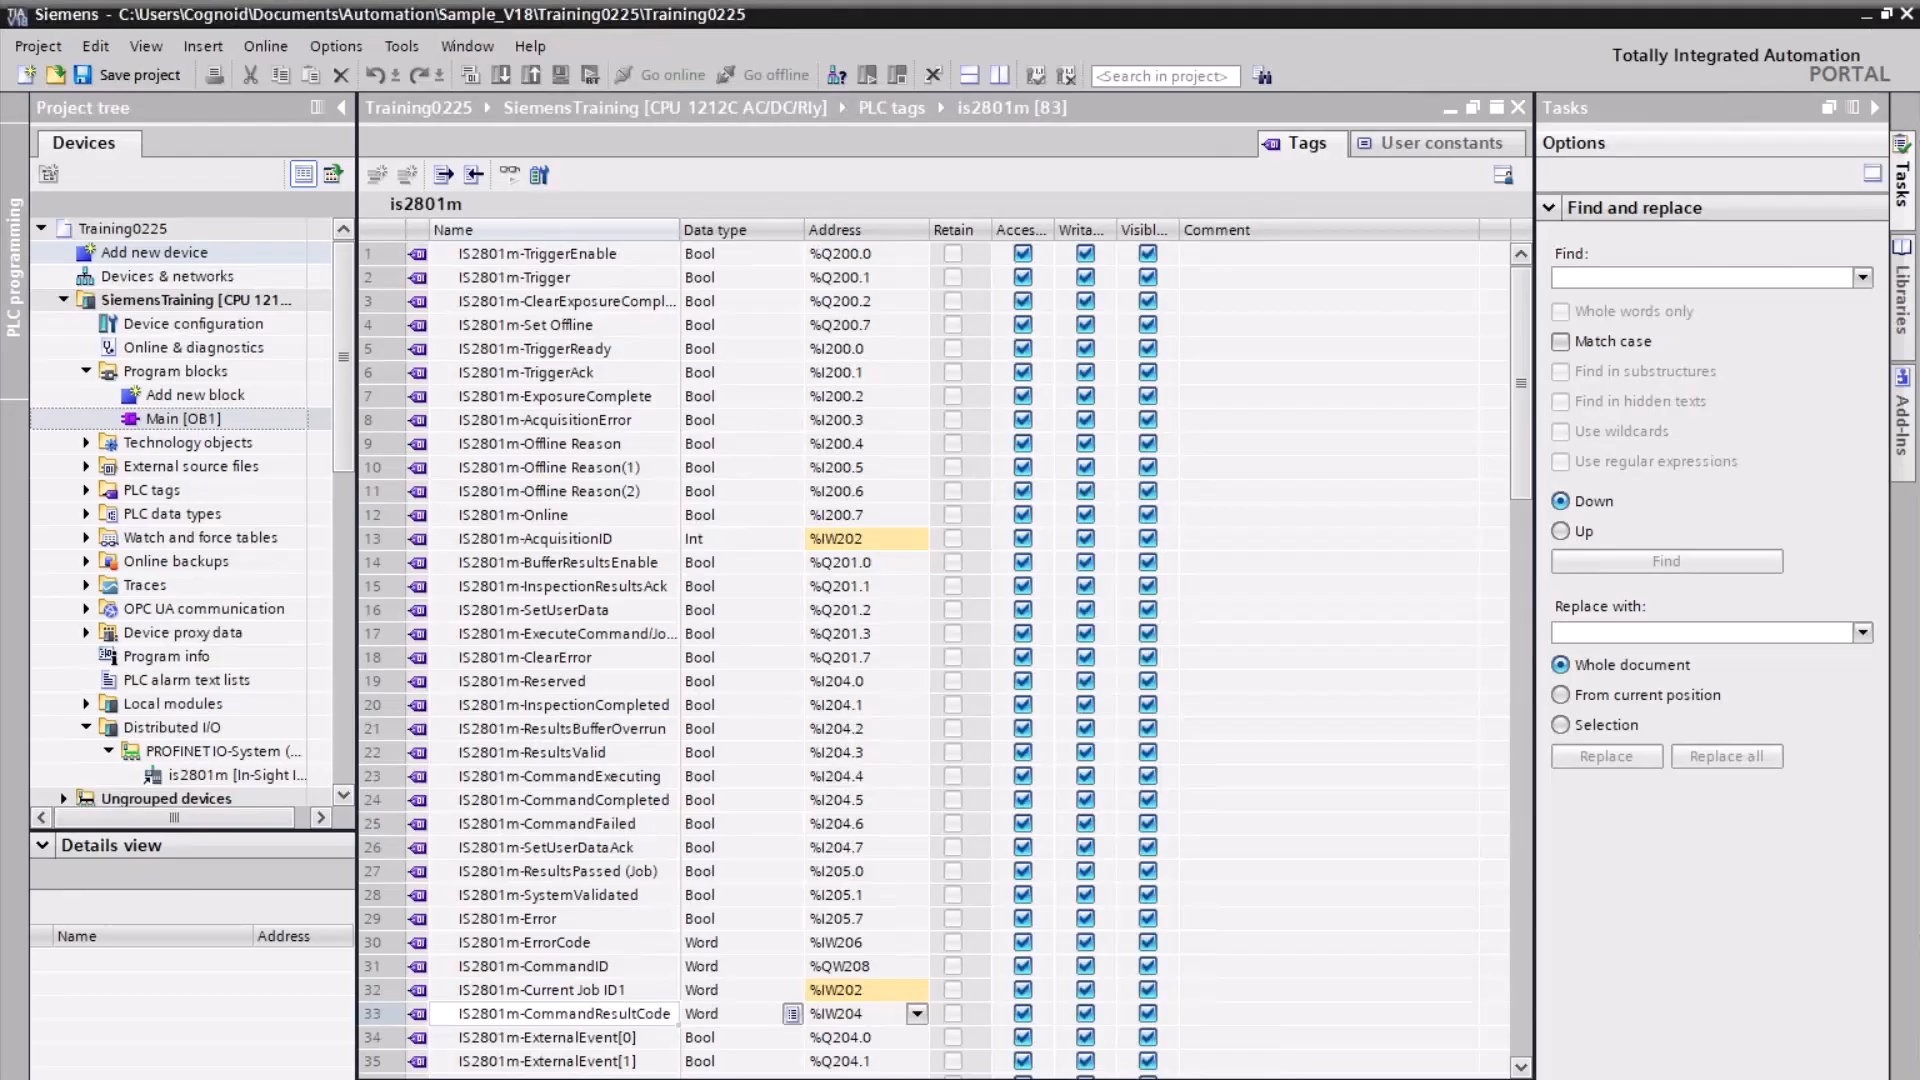 Siemens - C:\Users\Cognoid\Documents\Automation\Sample_V18\Training0225\Training0225
Project Edit View Insert Online Options Tools Window Help
Totally Integrated Automation
PORTAL
Save project
Go online
Go offline
<Search in project>
Project tree
Training0225 SiemensTraining [CPU 1212C AC/DC/Rly] PLC tags is2801m [83]
Tasks
Devices
Tags
User constants
Options
PLC programming
is2801m
Find and replace
Training0225
Add new device
Devices & networks
SiemensTraining [CPU 121...
Device configuration
Online & diagnostics
Program blocks
Add new block
Main [OB1]
Technology objects
External source files
PLC tags
PLC data types
Watch and force tables
Online backups
Traces
OPC UA communication
Device proxy data
Program info
PLC alarm text lists
Local modules
Distributed I/O
PROFINET IO-System (...
is2801m [In-Sight I...
Ungrouped devices
Details view
Name Address
Name Data type Address Retain Acces... Writa... Visibl... Comment
1 IS2801m-TriggerEnable Bool %Q200.0
2 IS2801m-Trigger Bool %Q200.1
3 IS2801m-ClearExposureCompl... Bool %Q200.2
4 IS2801m-Set Offline Bool %Q200.7
5 IS2801m-TriggerReady Bool %I200.0
6 IS2801m-TriggerAck Bool %I200.1
7 IS2801m-ExposureComplete Bool %I200.2
8 IS2801m-AcquisitionError Bool %I200.3
9 IS2801m-Offline Reason Bool %I200.4
10 IS2801m-Offline Reason(1) Bool %I200.5
11 IS2801m-Offline Reason(2) Bool %I200.6
12 IS2801m-Online Bool %I200.7
13 IS2801m-AcquisitionID Int %IW202
14 IS2801m-BufferResultsEnable Bool %Q201.0
15 IS2801m-InspectionResultsAck Bool %Q201.1
16 IS2801m-SetUserData Bool %Q201.2
17 IS2801m-ExecuteCommand/Jo... Bool %Q201.3
18 IS2801m-ClearError Bool %Q201.7
19 IS2801m-Reserved Bool %I204.0
20 IS2801m-InspectionCompleted Bool %I204.1
21 IS2801m-ResultsBufferOverrun Bool %I204.2
22 IS2801m-ResultsValid Bool %I204.3
23 IS2801m-CommandExecuting Bool %I204.4
24 IS2801m-CommandCompleted Bool %I204.5
25 IS2801m-CommandFailed Bool %I204.6
26 IS2801m-SetUserDataAck Bool %I204.7
27 IS2801m-ResultsPassed (Job) Bool %I205.0
28 IS2801m-SystemValidated Bool %I205.1
29 IS2801m-Error Bool %I205.7
30 IS2801m-ErrorCode Word %IW206
31 IS2801m-CommandID Word %QW208
32 IS2801m-Current Job ID1 Word %IW202
33 IS2801m-CommandResultCode Word %IW204
34 IS2801m-ExternalEvent[0] Bool %Q204.0
35 IS2801m-ExternalEvent[1] Bool %Q204.1
Find:
Whole words only
Match case
Find in substructures
Find in hidden texts
Use wildcards
Use regular expressions
Down
Up
Find
Replace with:
Whole document
From current position
Selection
Replace
Replace all
Tasks
Libraries
Add-Ins